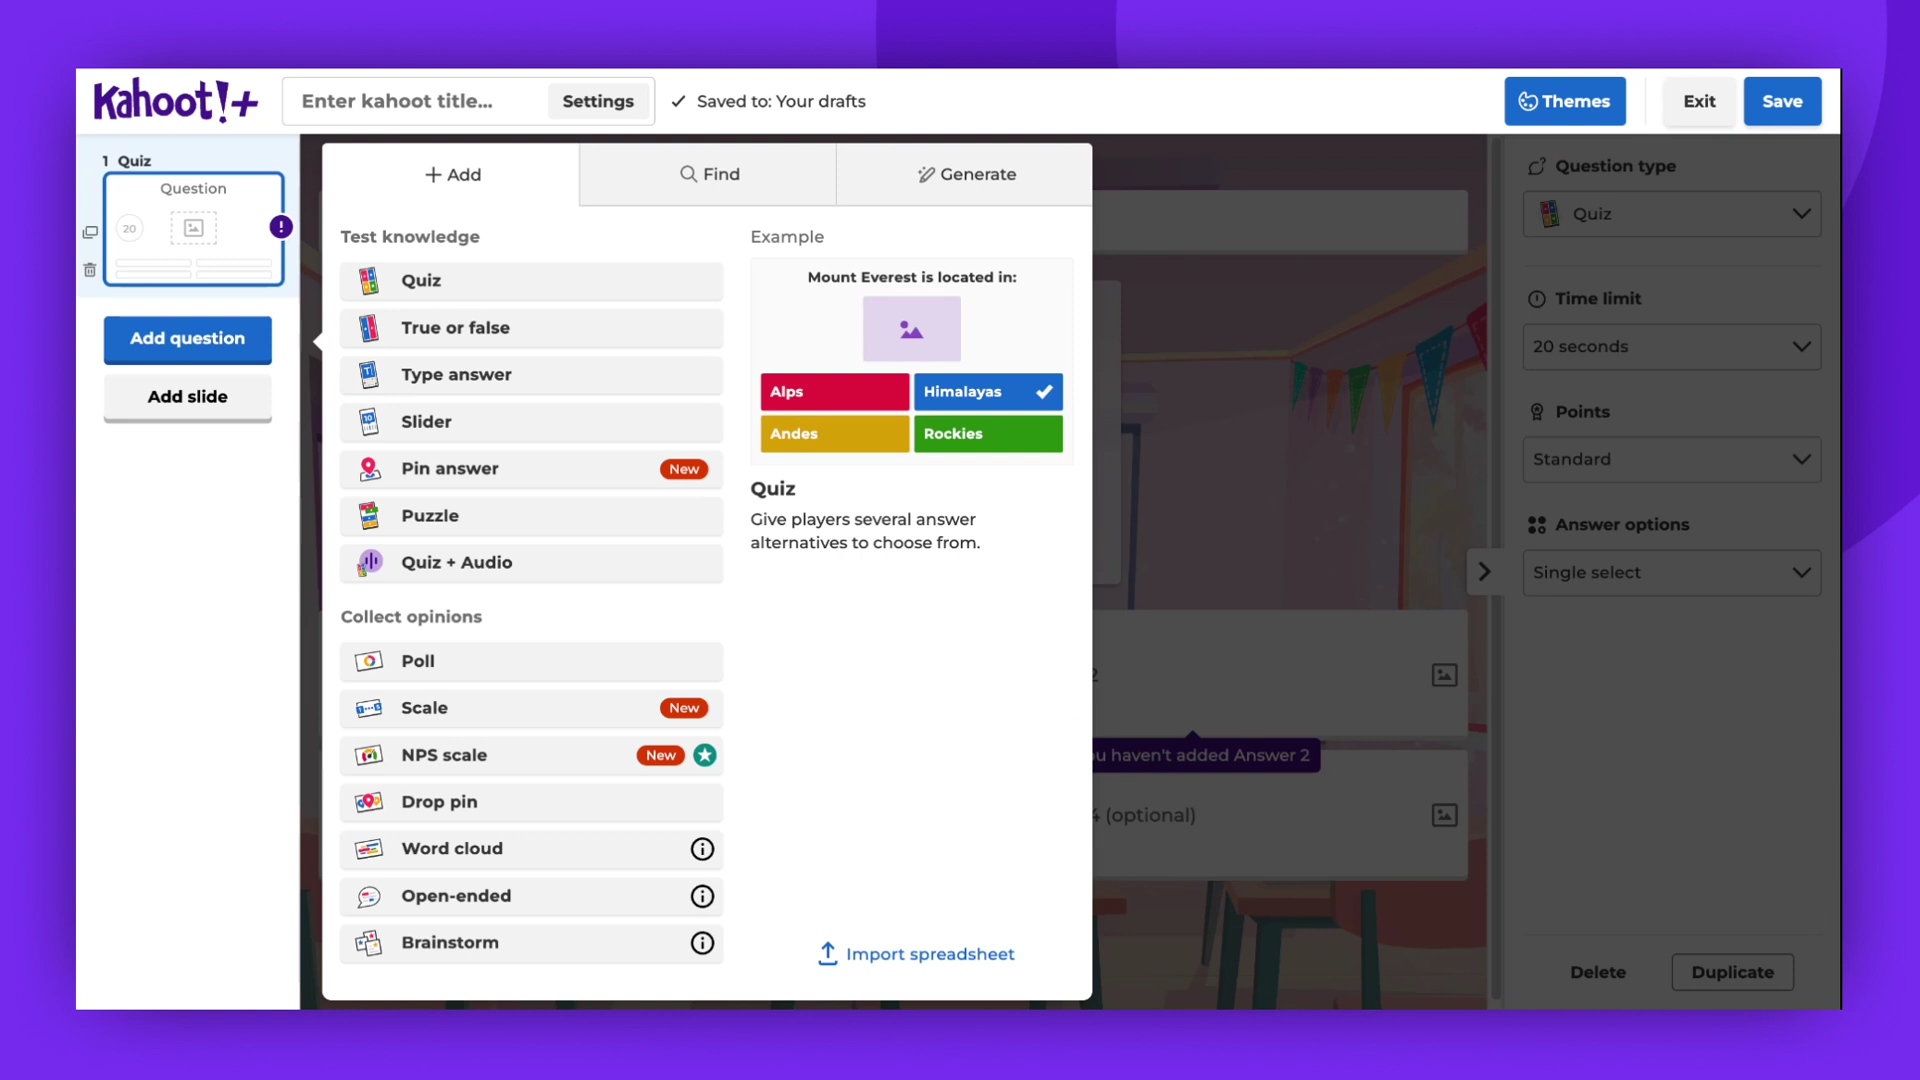 Kahoot!+
Enter kahoot title...
Settings
Saved to: Your drafts
Themes
Exit
Save
1 Quiz
Question
20
!
Add question
Add slide
Add
Find
Generate
Test knowledge
Quiz
True or false
Type answer
Slider
Pin answer
New
Puzzle
Quiz + Audio
Collect opinions
Poll
Scale
New
NPS scale
New
Drop pin
Word cloud
Open-ended
Brainstorm
Example
Mount Everest is located in:
Alps
Himalayas
Andes
Rockies
Quiz
Give players several answer
alternatives to choose from.
Import spreadsheet
2
u haven't added Answer 2
4 (optional)
Question type
Quiz
Time limit
20 seconds
Points
Standard
Answer options
Single select
Delete
Duplicate